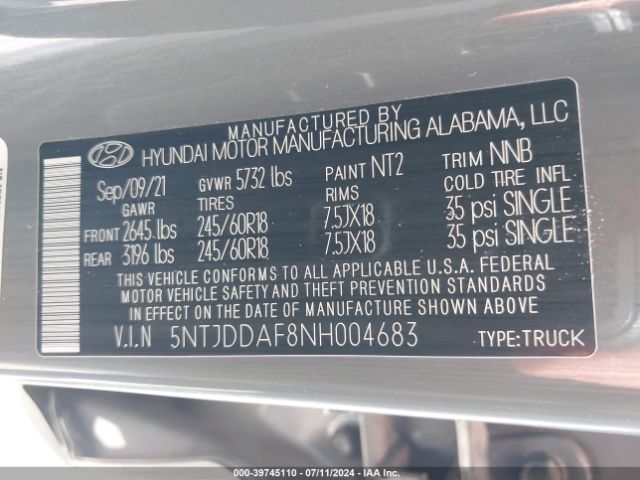 MANUFACTURED BY
HYUNDAI MOTOR MANUFACTURING ALABAMA, LLC
Sep/09/21 GVWR 5732 lbs PAINT NT2 TRIM NNB
GAWR TIRES RIMS COLD TIRE INFL
FRONT 2645 lbs 245/60R18 7.5JX18 35 psi SINGLE
REAR 3196 lbs 245/60R18 7.5JX18 35 psi SINGLE
THIS VEHICLE CONFORMS TO ALL APPLICABLE U.S.A. FEDERAL
MOTOR VEHICLE SAFETY AND THEFT PREVENTION STANDARDS
IN EFFECT ON THE DATE OF MANUFACTURE SHOWN ABOVE
V.I.N 5NTJDDAF8NH004683 TYPE:TRUCK
000-39745110 - 07/11/2024 - IAA Inc.